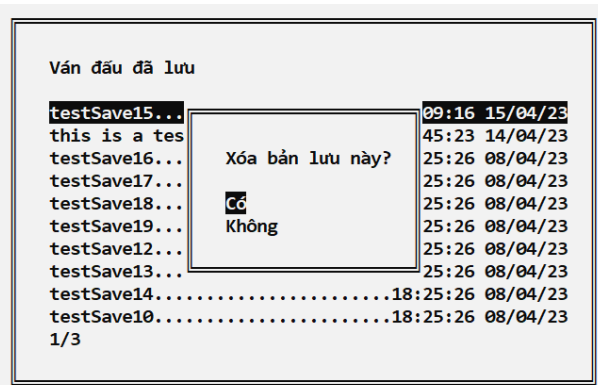 Ván đấu đã lưu
testSave15... 09:16 15/04/23
this is a tes 45:23 14/04/23
testSave16... 25:26 08/04/23
testSave17... 25:26 08/04/23
testSave18... 25:26 08/04/23
testSave19... 25:26 08/04/23
testSave12... 25:26 08/04/23
testSave13... 25:26 08/04/23
testSave14.......................18:25:26 08/04/23
testSave10.......................18:25:26 08/04/23
1/3
Xóa bản lưu này?
Có
Không